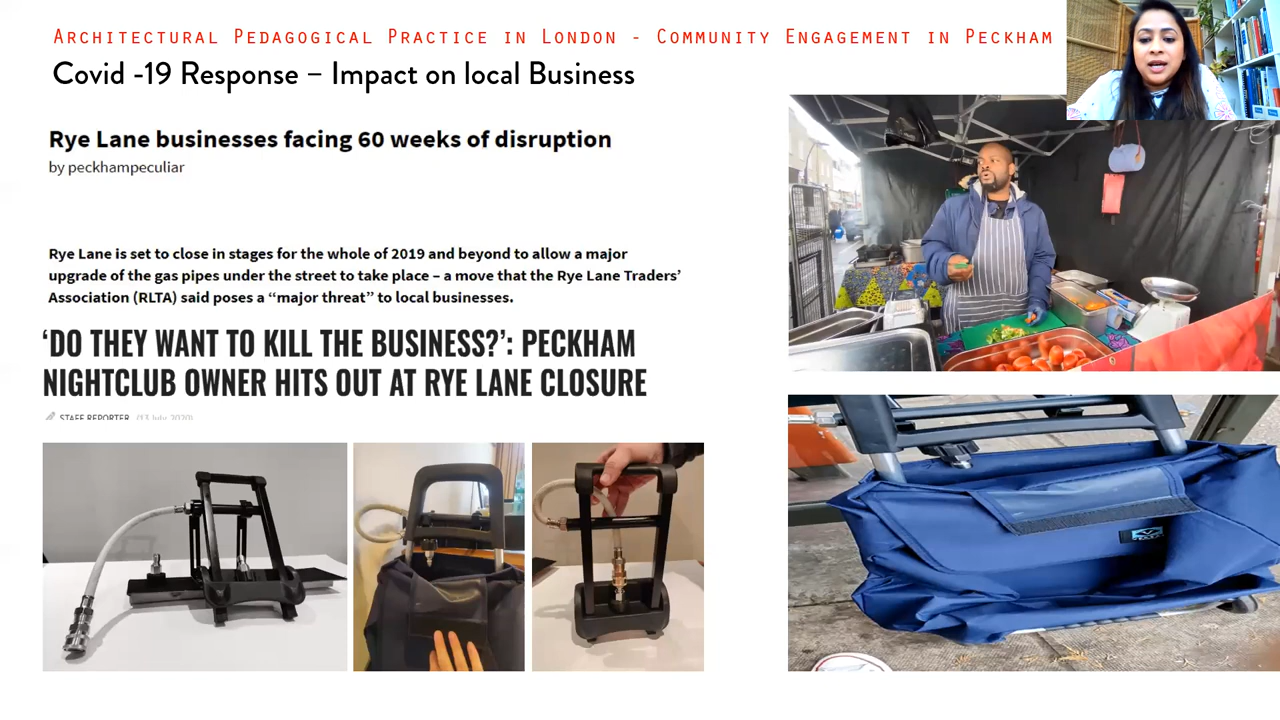 ARCHITECTURAL PEDAGOGICAL PRACTICE IN LONDON - COMMUNITY ENGAGEMENT IN PECKHAM
Covid -19 Response – Impact on local Business
Rye Lane businesses facing 60 weeks of disruption
by peckhampeculiar
Rye Lane is set to close in stages for the whole of 2019 and beyond to allow a major
upgrade of the gas pipes under the street to take place – a move that the Rye Lane Traders’
Association (RLTA) said poses a “major threat” to local businesses.
‘DO THEY WANT TO KILL THE BUSINESS?’: PECKHAM
NIGHTCLUB OWNER HITS OUT AT RYE LANE CLOSURE
STAFF REPORTER (13 July, 2020)